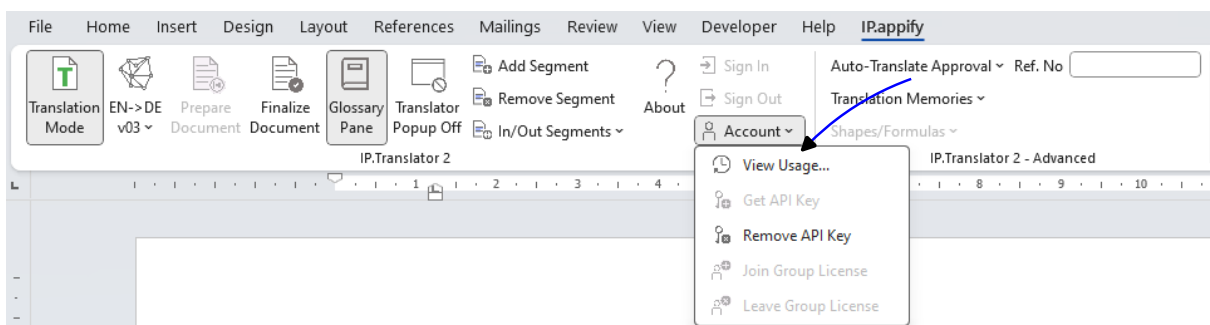 File Home Insert Design Layout References Mailings Review View Developer Help IP.appify
Translation Mode
EN->DE v03
Prepare Document
Finalize Document
Glossary Pane
Translator Popup Off
Add Segment
Remove Segment
In/Out Segments
About
Sign In
Sign Out
Account
Auto-Translate Approval Ref. No
Translation Memories
Shapes/Formulas
IP.Translator 2
IP.Translator 2 - Advanced
View Usage...
Get API Key
Remove API Key
Join Group License
Leave Group License
1 2 3 4 8 9 10